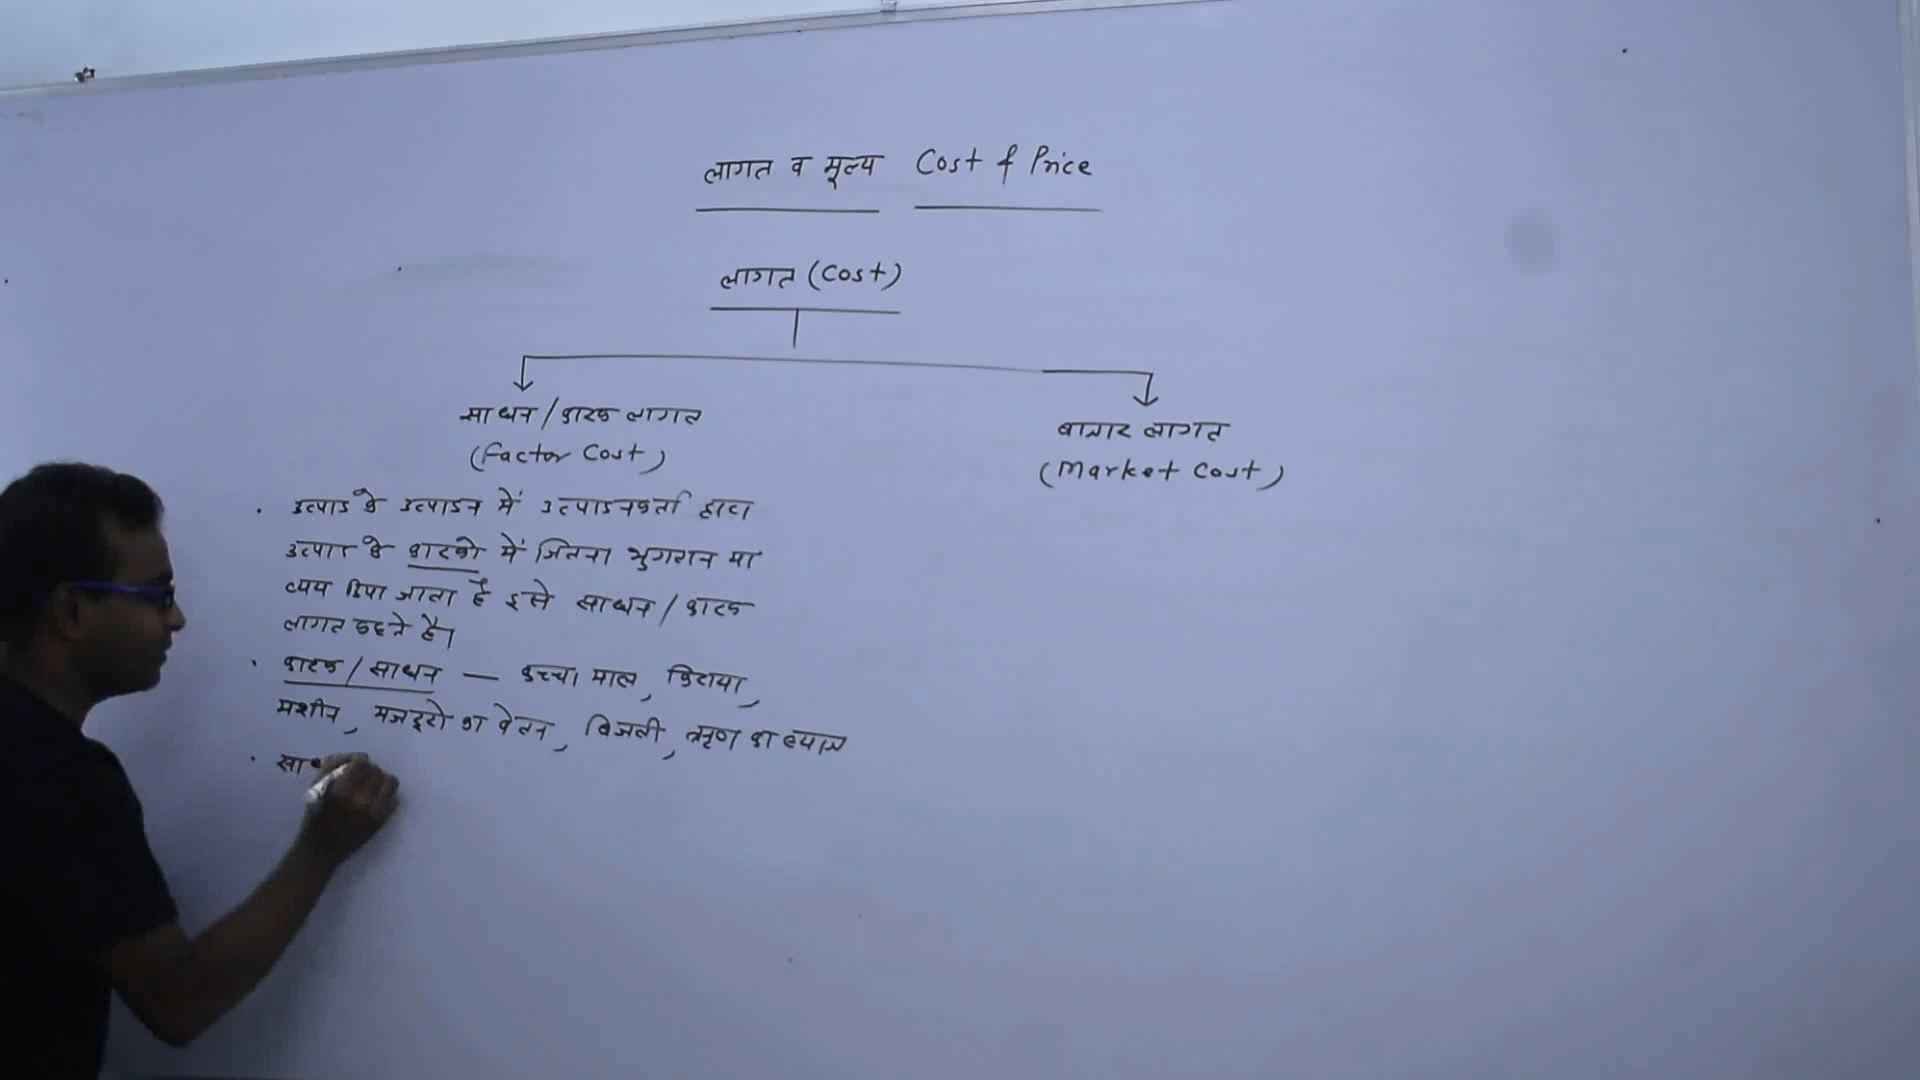 लागत व मूल्य Cost & Price
लागत (Cost)
साधन / कारक लागत
(Factor Cost)
बाजार लागत
(Market Cost)
• उत्पाद के उत्पादन में उत्पादनकर्ता द्वारा
उत्पाद के कारको में जितना भुगतान या
व्यय किया जाता है इसे साधन / कारक
लागत कहते है।
• कारक / साधन — कच्चा माल, किराया,
मशीन, मजदूरो का वेतन, बिजली, ऋण का ब्याज
• साध